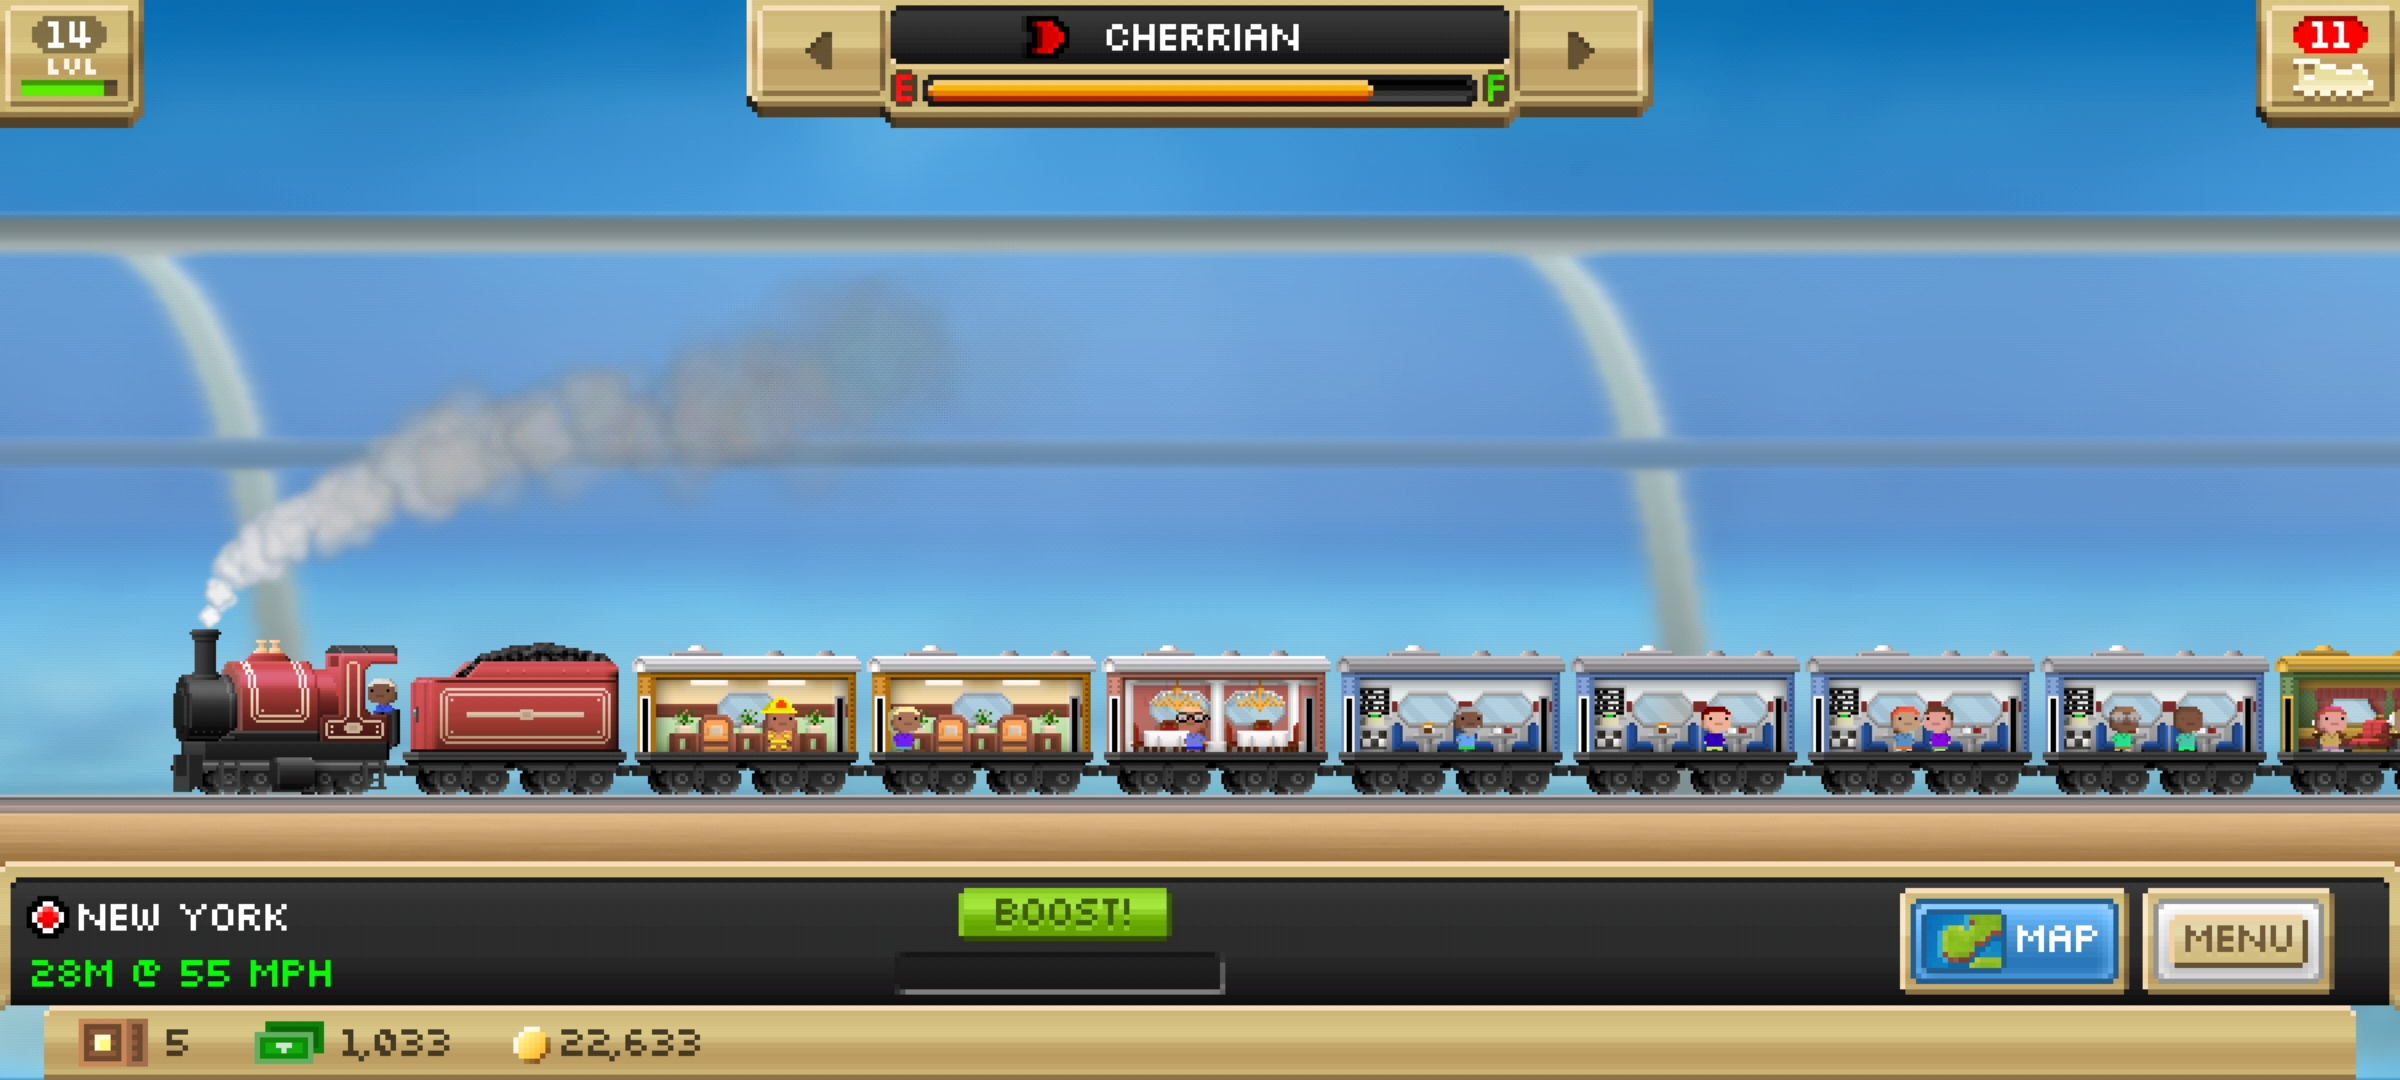 14
LVL
CHERRIAN
E F
11
NEW YORK
28M @ 55 MPH
BOOST!
MAP
MENU
5
1,033
22,633